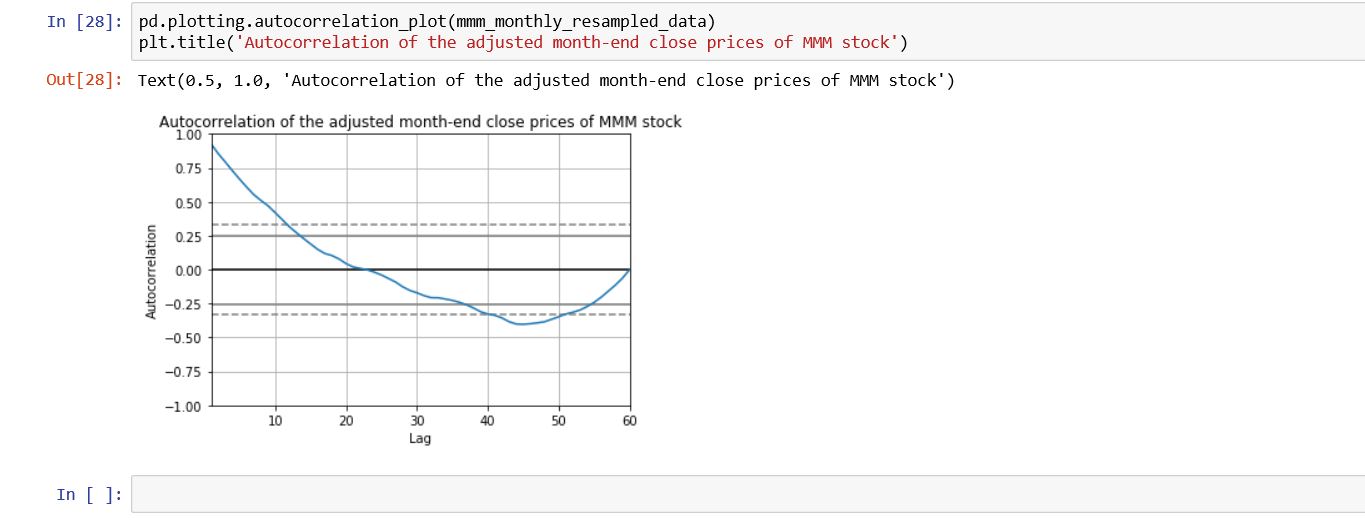 In [28]: pd.plotting.autocorrelation_plot(mmm_monthly_resampled_data)
plt.title('Autocorrelation of the adjusted month-end close prices of MMM stock')
Out[28]: Text(0.5, 1.0, 'Autocorrelation of the adjusted month-end close prices of MMM stock')
Autocorrelation of the adjusted month-end close prices of MMM stock
1.00
0.75
0.50
0.25
0.00
−0.25
−0.50
−0.75
−1.00
Autocorrelation
10 20 30 40 50 60
Lag
In [ ]: